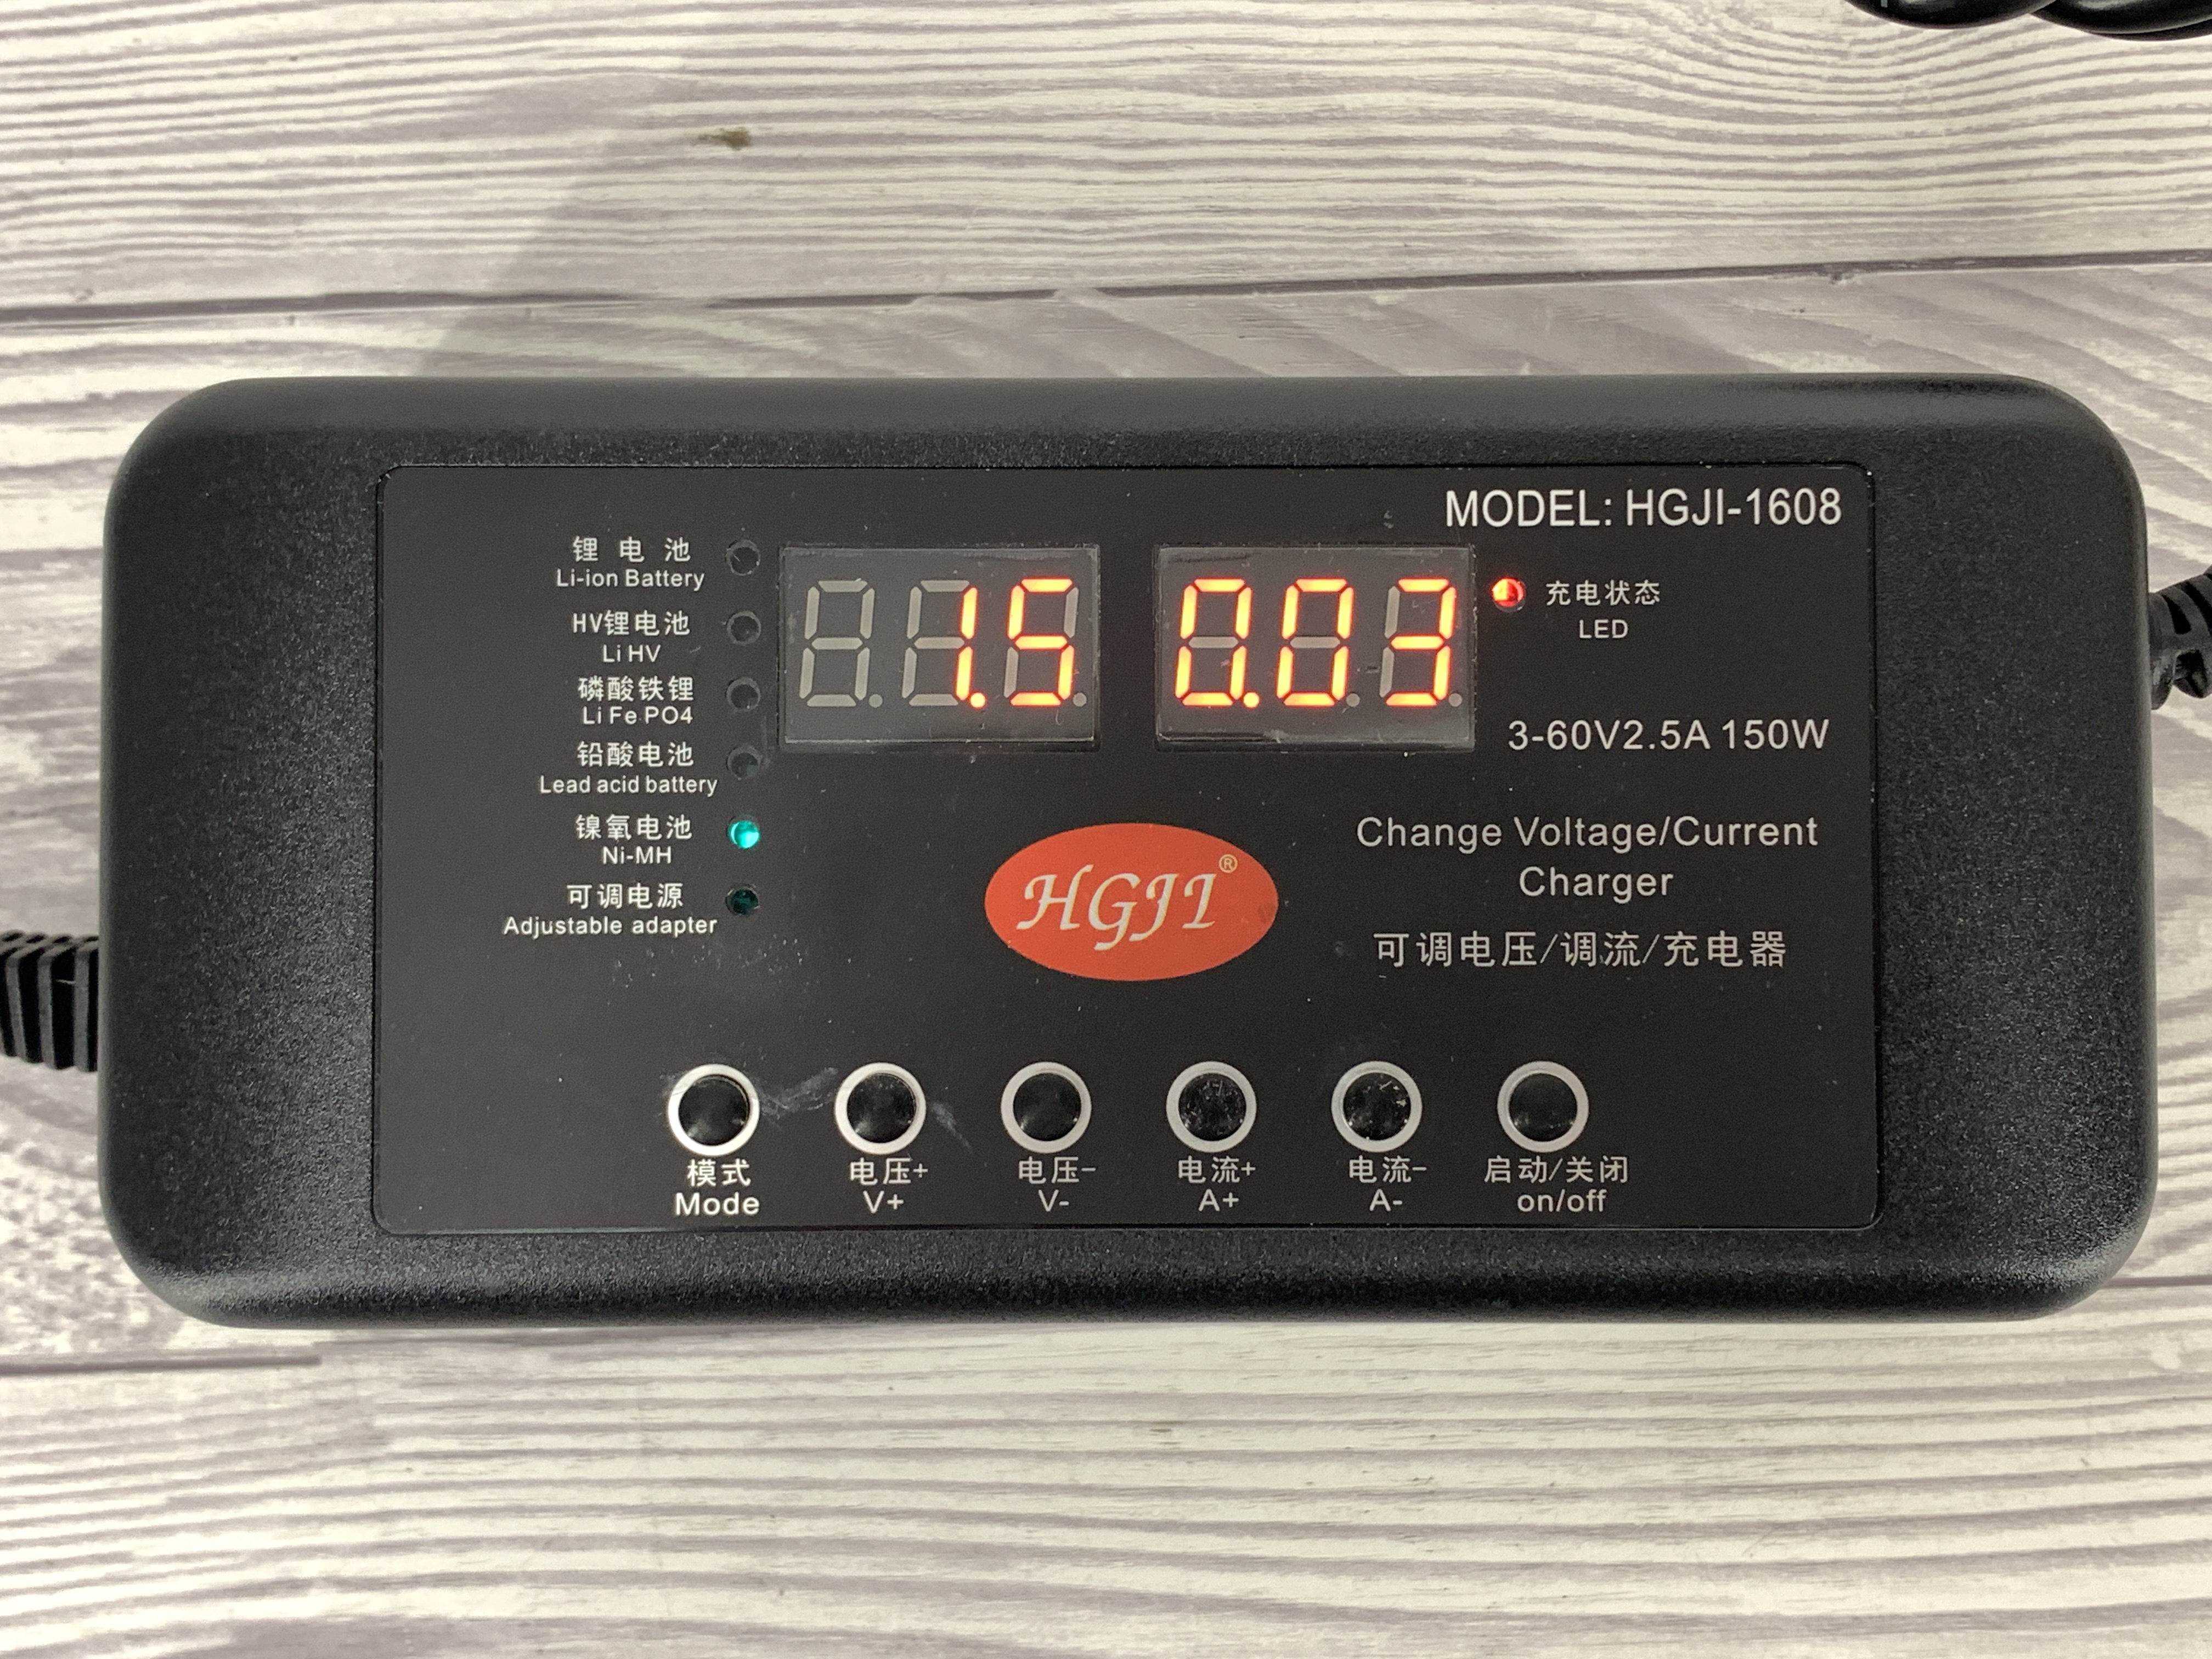 MODEL: HGJI-1608
锂 电 池
Li-ion Battery
HV锂电池
Li HV
磷酸铁锂
Li Fe PO4
铅酸电池
Lead acid battery
镍氧电池
Ni-MH
可调电源
Adjustable adapter
1.5
0.03
充电状态
LED
3-60V2.5A 150W
HGJI®
Change Voltage/Current
Charger
可调电压/调流/充电器
模式
Mode
电压+
V+
电压-
V-
电流+
A+
电流-
A-
启动/关闭
on/off